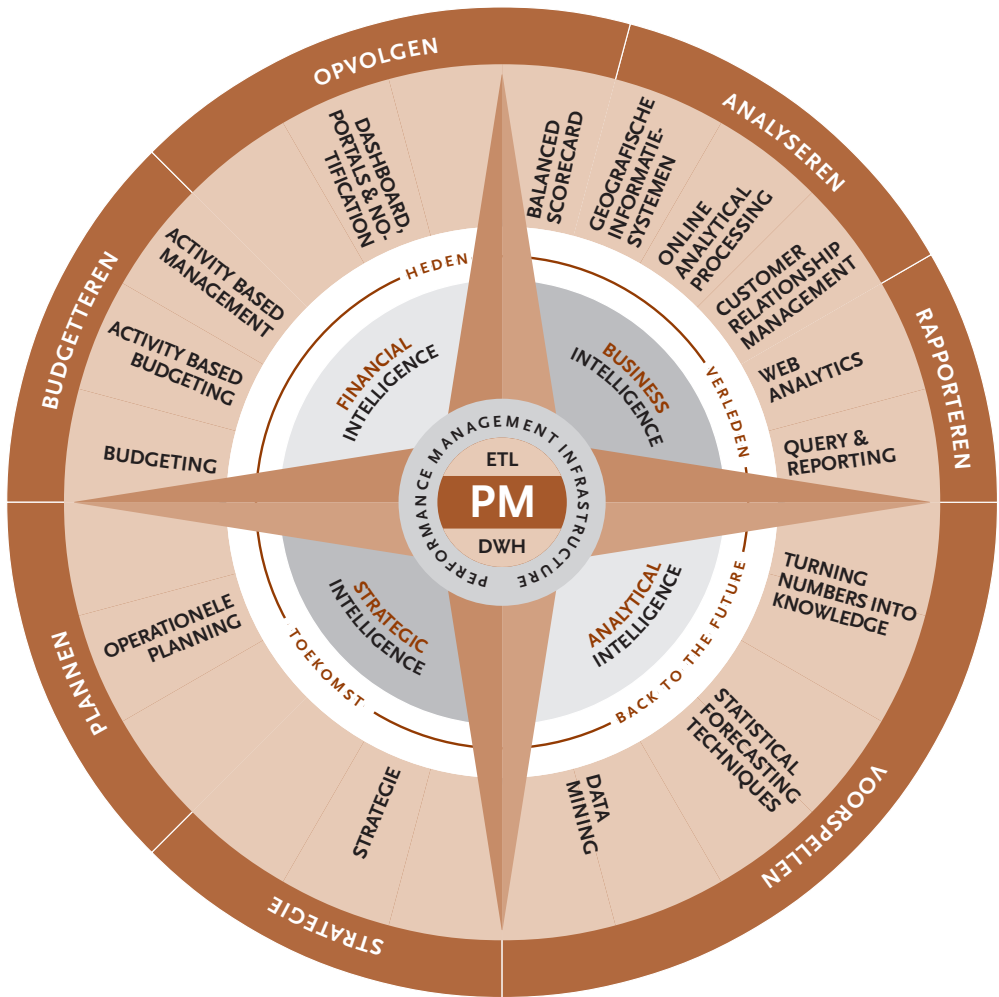 OPVOLGEN
ANALYSEREN
RAPPORTEREN
VOORSPELLEN
STRATEGIE
PLANNEN
BUDGETTEREN
DASHBOARD,
PORTALS & NO-
TIFICATION
BALANCED
SCORECARD
GEOGRAFISCHE
INFORMATIE-
SYSTEMEN
ONLINE
ANALYTICAL
PROCESSING
CUSTOMER
RELATIONSHIP
MANAGEMENT
WEB
ANALYTICS
QUERY &
REPORTING
TURNING
NUMBERS INTO
KNOWLEDGE
STATISTICAL
FORECASTING
TECHNIQUES
DATA
MINING
STRATEGIE
OPERATIONELE
PLANNING
BUDGETING
ACTIVITY BASED
BUDGETING
ACTIVITY BASED
MANAGEMENT
HEDEN
VERLEDEN
BACK TO THE FUTURE
TOEKOMST
FINANCIAL
INTELLIGENCE
BUSINESS
INTELLIGENCE
ANALYTICAL
INTELLIGENCE
STRATEGIC
INTELLIGENCE
PERFORMANCE MANAGEMENT INFRASTRUCTURE
ETL
PM
DWH